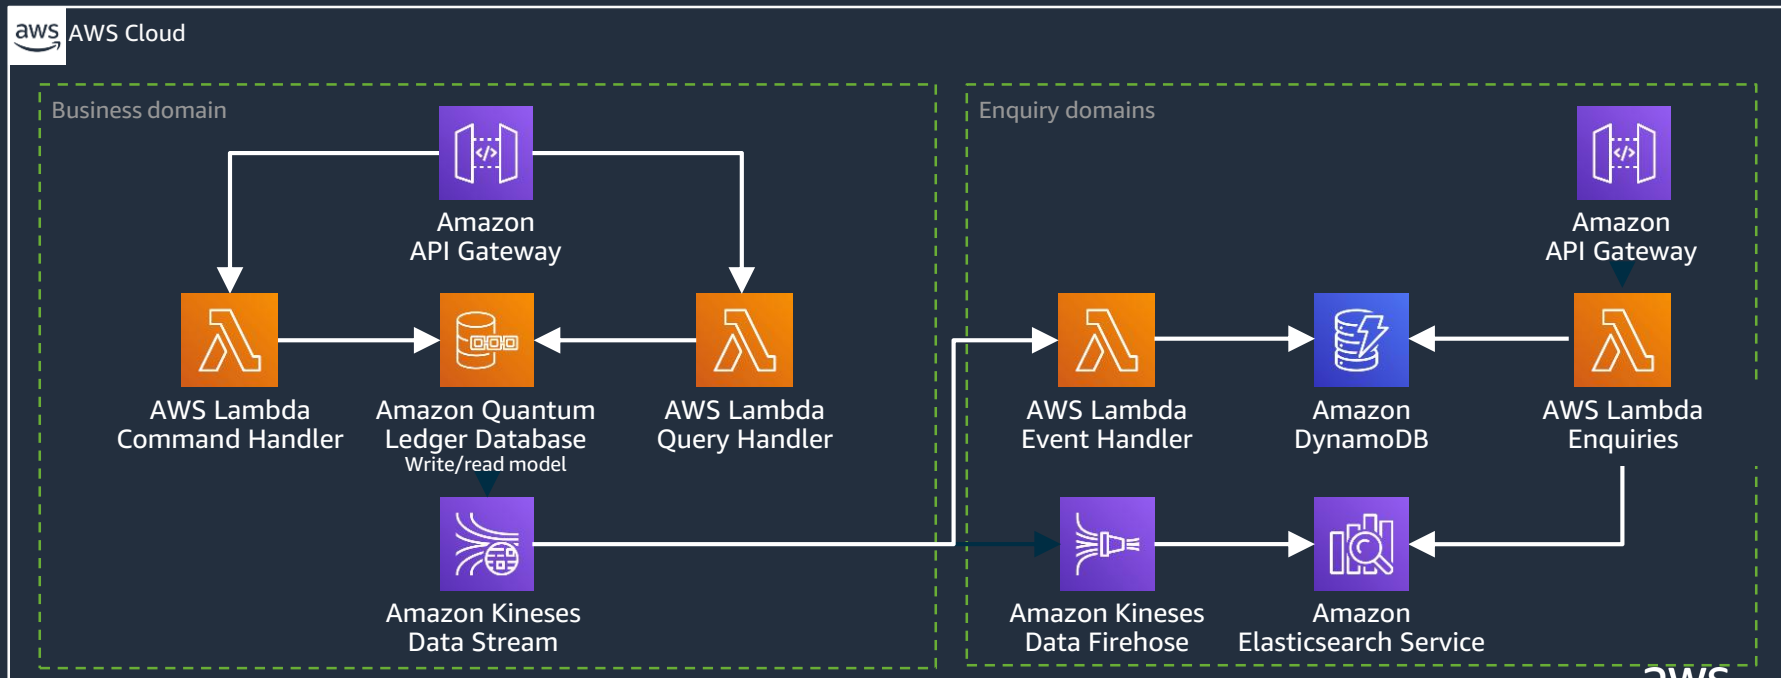 aws AWS Cloud
Business domain
Enquiry domains
</>
</>
Amazon
API Gateway
Amazon
API Gateway
AWS Lambda
Command Handler
Amazon Quantum
Ledger Database
Write/read model
AWS Lambda
Query Handler
AWS Lambda
Event Handler
Amazon
DynamoDB
AWS Lambda
Enquiries
Amazon Kineses
Data Stream
Amazon Kineses
Data Firehose
Amazon
Elasticsearch Service
aws